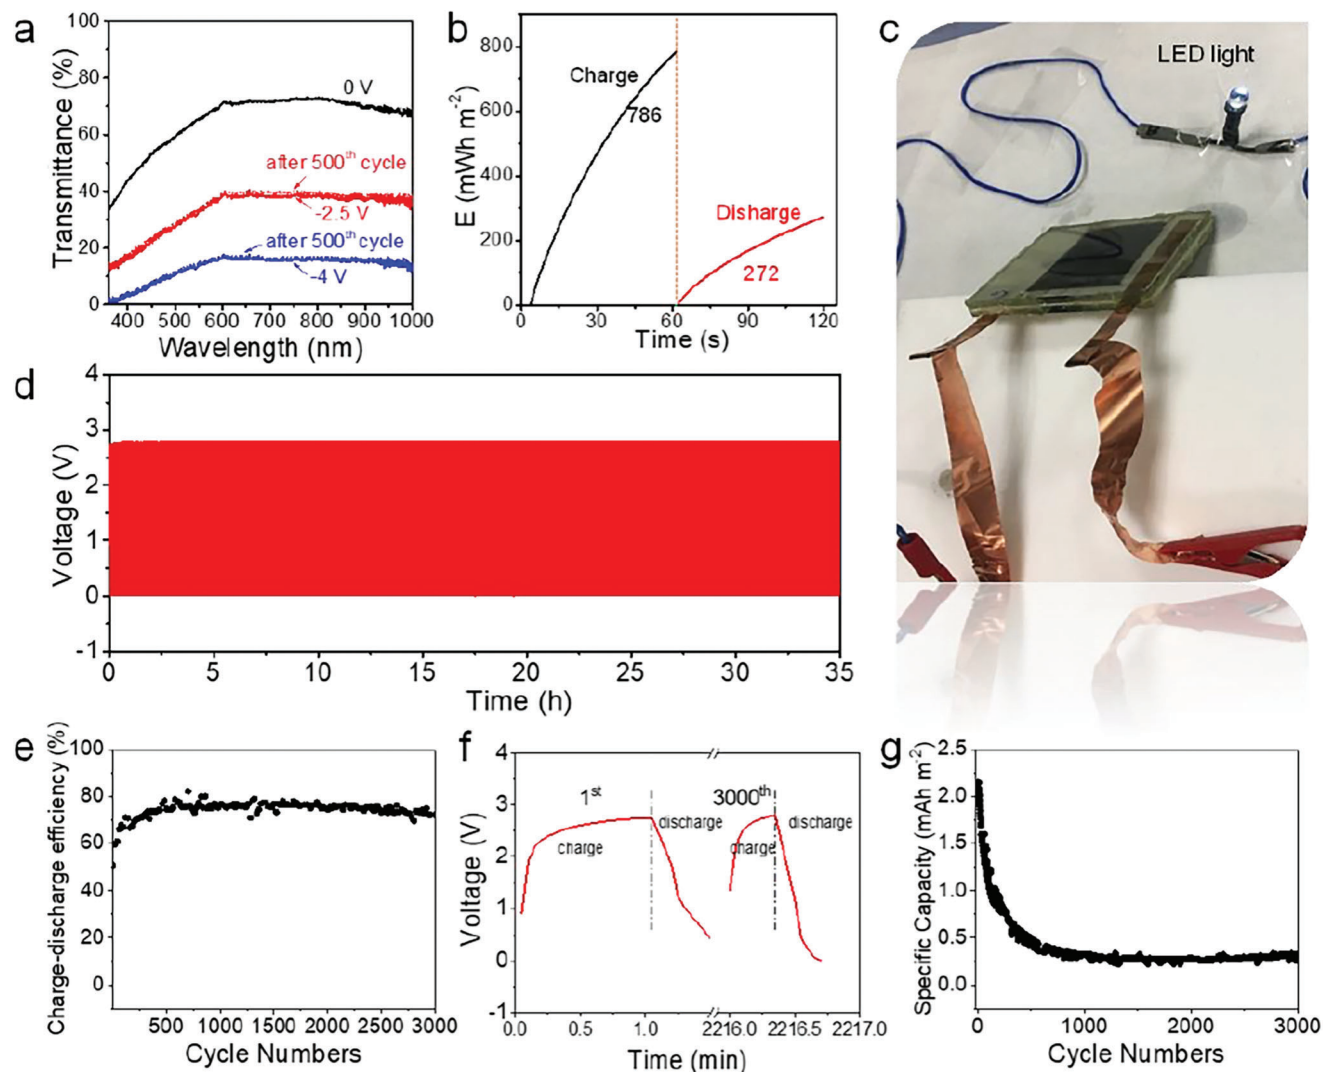 a
Transmittance (%)
100
80
60
40
20
0
0 V
after 500th cycle
-2.5 V
after 500th cycle
-4 V
400 500 600 700 800 900 1000
Wavelength (nm)
b
E (mWh m-2)
800
600
400
200
0
Charge
786
Disharge
272
0 30 60 90 120
Time (s)
c
LED light
d
Voltage (V)
4
3
2
1
0
-1
0 5 10 15 20 25 30 35
Time (h)
e
Charge-discharge efficiency (%)
100
80
60
40
20
0
500 1000 1500 2000 2500 3000
Cycle Numbers
f
Voltage (V)
4
3
2
1
0
-1
1st
3000th
discharge
discharge
charge
charge
0.0 0.5 1.0 2216.0 2216.5 2217.0
Time (min)
g
Specific Capacity (mAh m-2)
2.5
2.0
1.5
1.0
0.5
0.0
0 1000 2000 3000
Cycle Numbers